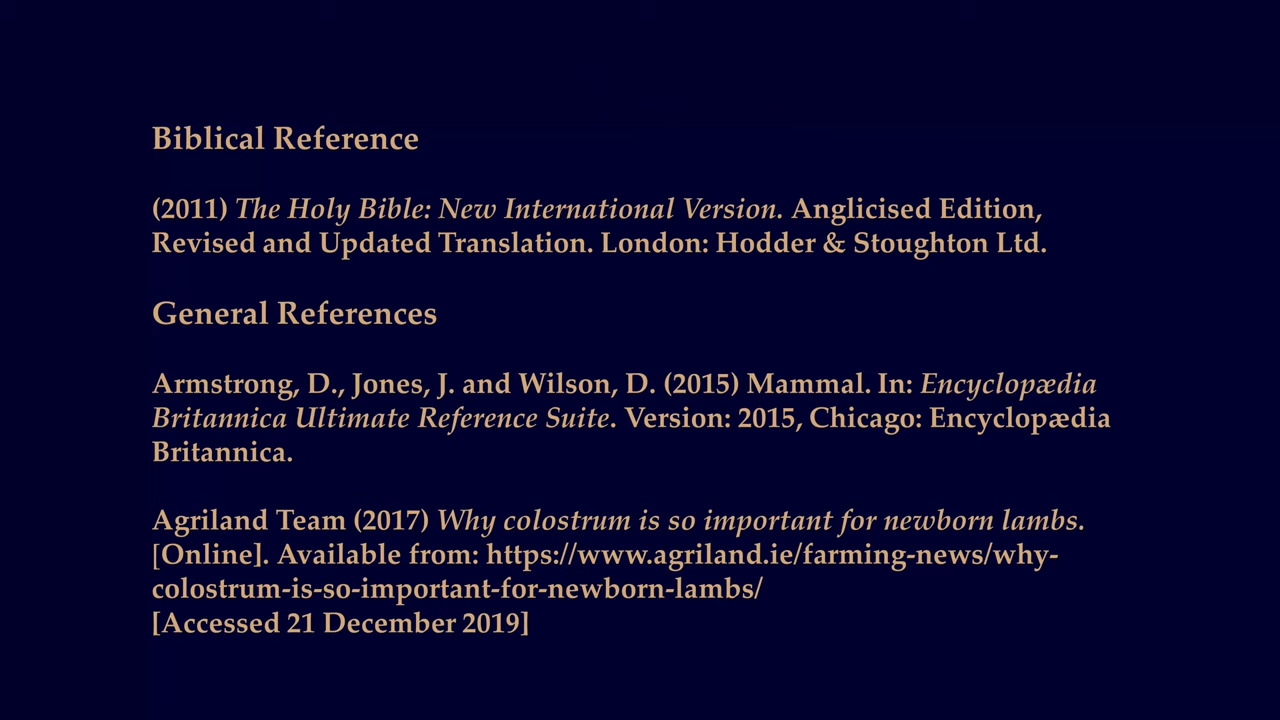 Biblical Reference
(2011) The Holy Bible: New International Version. Anglicised Edition,
Revised and Updated Translation. London: Hodder & Stoughton Ltd.
General References
Armstrong, D., Jones, J. and Wilson, D. (2015) Mammal. In: Encyclopædia
Britannica Ultimate Reference Suite. Version: 2015, Chicago: Encyclopædia
Britannica.
Agriland Team (2017) Why colostrum is so important for newborn lambs.
[Online]. Available from: https://www.agriland.ie/farming-news/why-
colostrum-is-so-important-for-newborn-lambs/
[Accessed 21 December 2019]